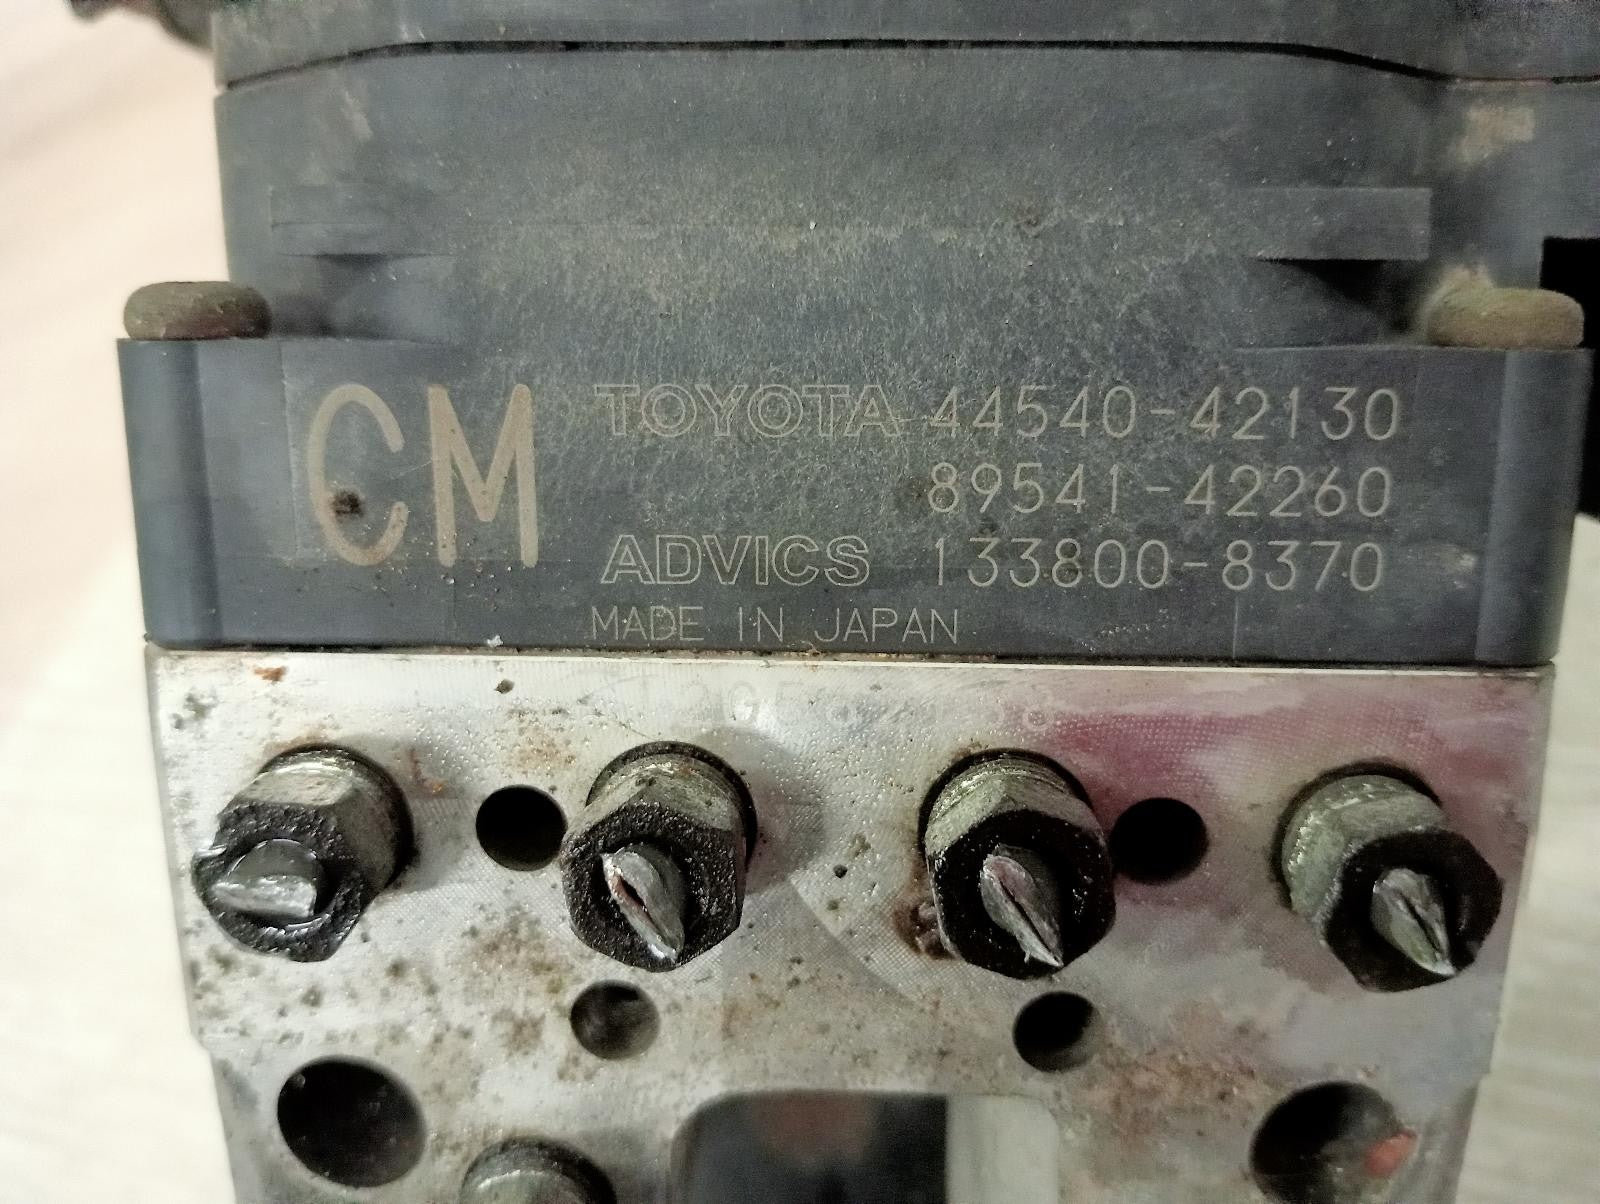 CM
TOYOTA 44540-42130
89541-42260
ADVICS 133800-8370
MADE IN JAPAN